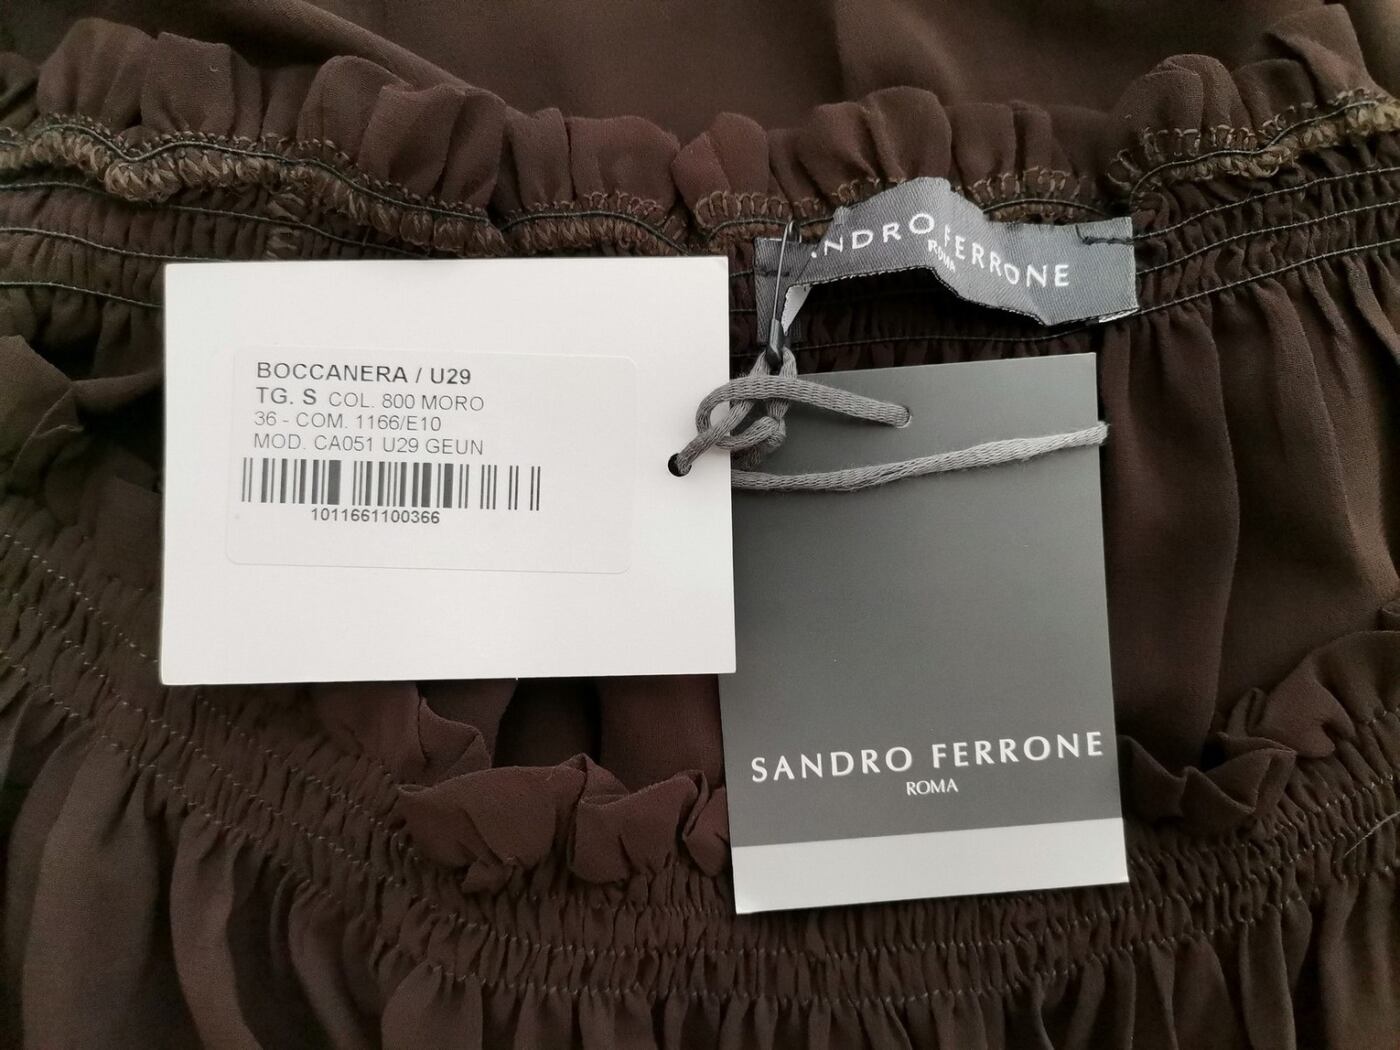 NDRO FERRONE
ROMA
BOCCANERA / U29
TG. S COL. 800 MORO
36 - COM. 1166/E10
MOD. CA051 U29 GEUN
1011661100366
SANDRO FERRONE
ROMA